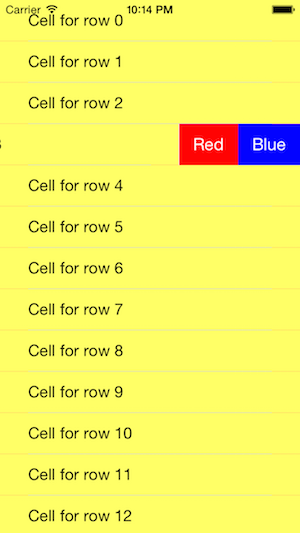 Carrier 10:14 PM
Cell for row 0
Cell for row 1
Cell for row 2
3 Red Blue
Cell for row 4
Cell for row 5
Cell for row 6
Cell for row 7
Cell for row 8
Cell for row 9
Cell for row 10
Cell for row 11
Cell for row 12